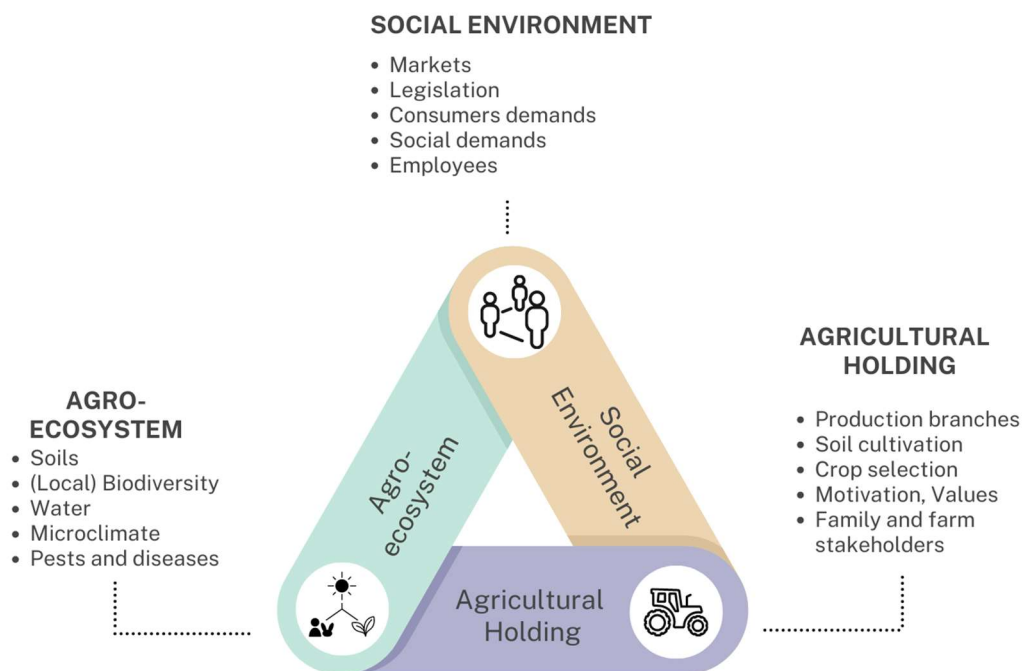 SOCIAL ENVIRONMENT
• Markets
• Legislation
• Consumers demands
• Social demands
• Employees
AGRICULTURAL
HOLDING
• Production branches
• Soil cultivation
• Crop selection
• Motivation, Values
• Family and farm
stakeholders
AGRO-
ECOSYSTEM
• Soils
• (Local) Biodiversity
• Water
• Microclimate
• Pests and diseases
Agro-
ecosystem
Social
Environment
Agricultural
Holding